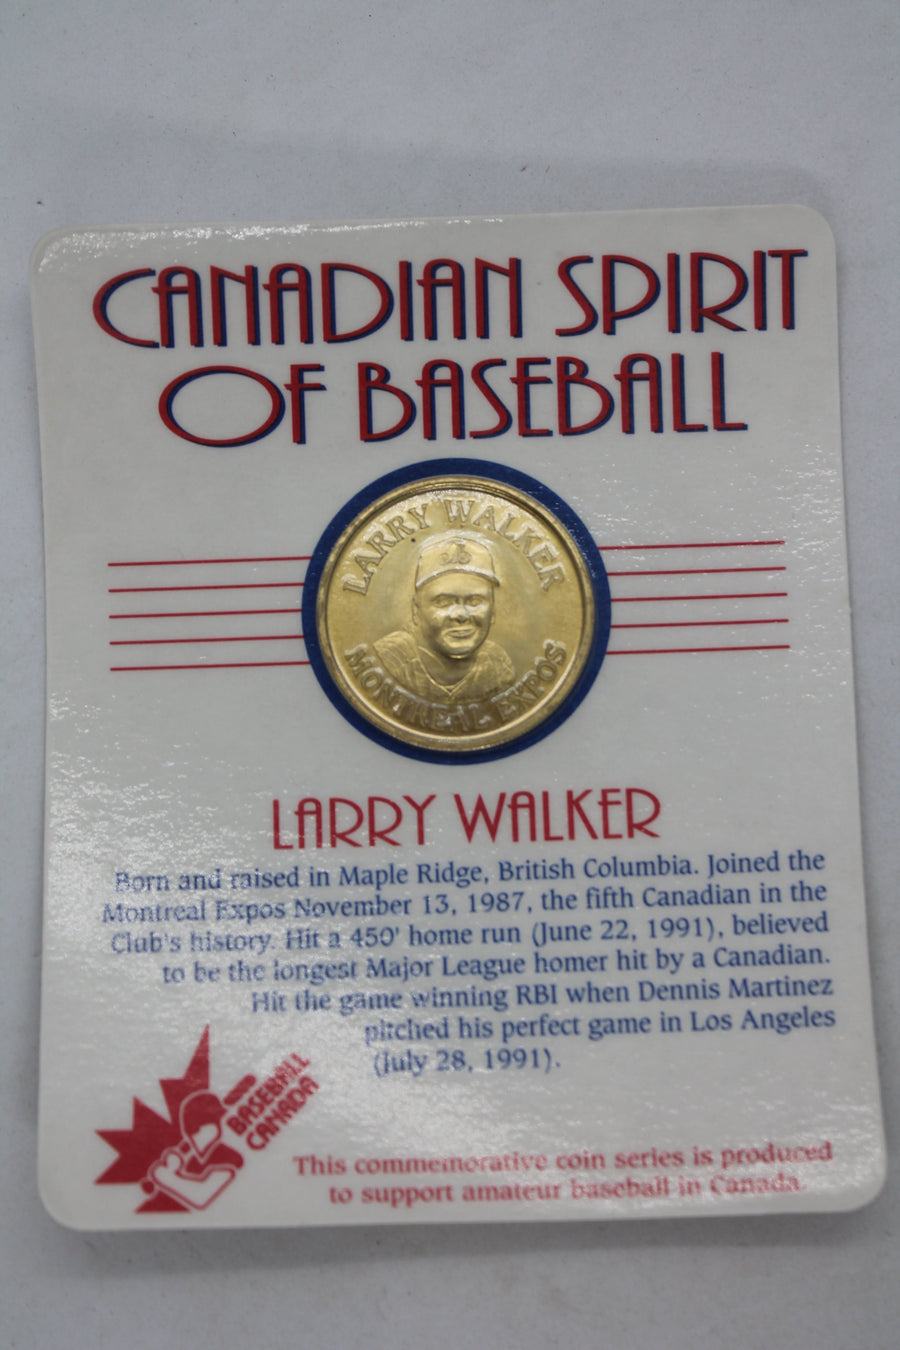 CANADIAN SPIRIT
OF BASEBALL
LARRY WALKER
MONTREAL EXPOS
LARRY WALKER
Born and raised in Maple Ridge, British Columbia. Joined the
Montreal Expos November 13, 1987, the fifth Canadian in the
Club's history. Hit a 450' home run (June 22, 1991), believed
to be the longest Major League homer hit by a Canadian.
Hit the game winning RBI when Dennis Martinez
pitched his perfect game in Los Angeles
(July 28, 1991).
BASEBALL
CANADA
This commemorative coin series is produced
to support amateur baseball in Canada.